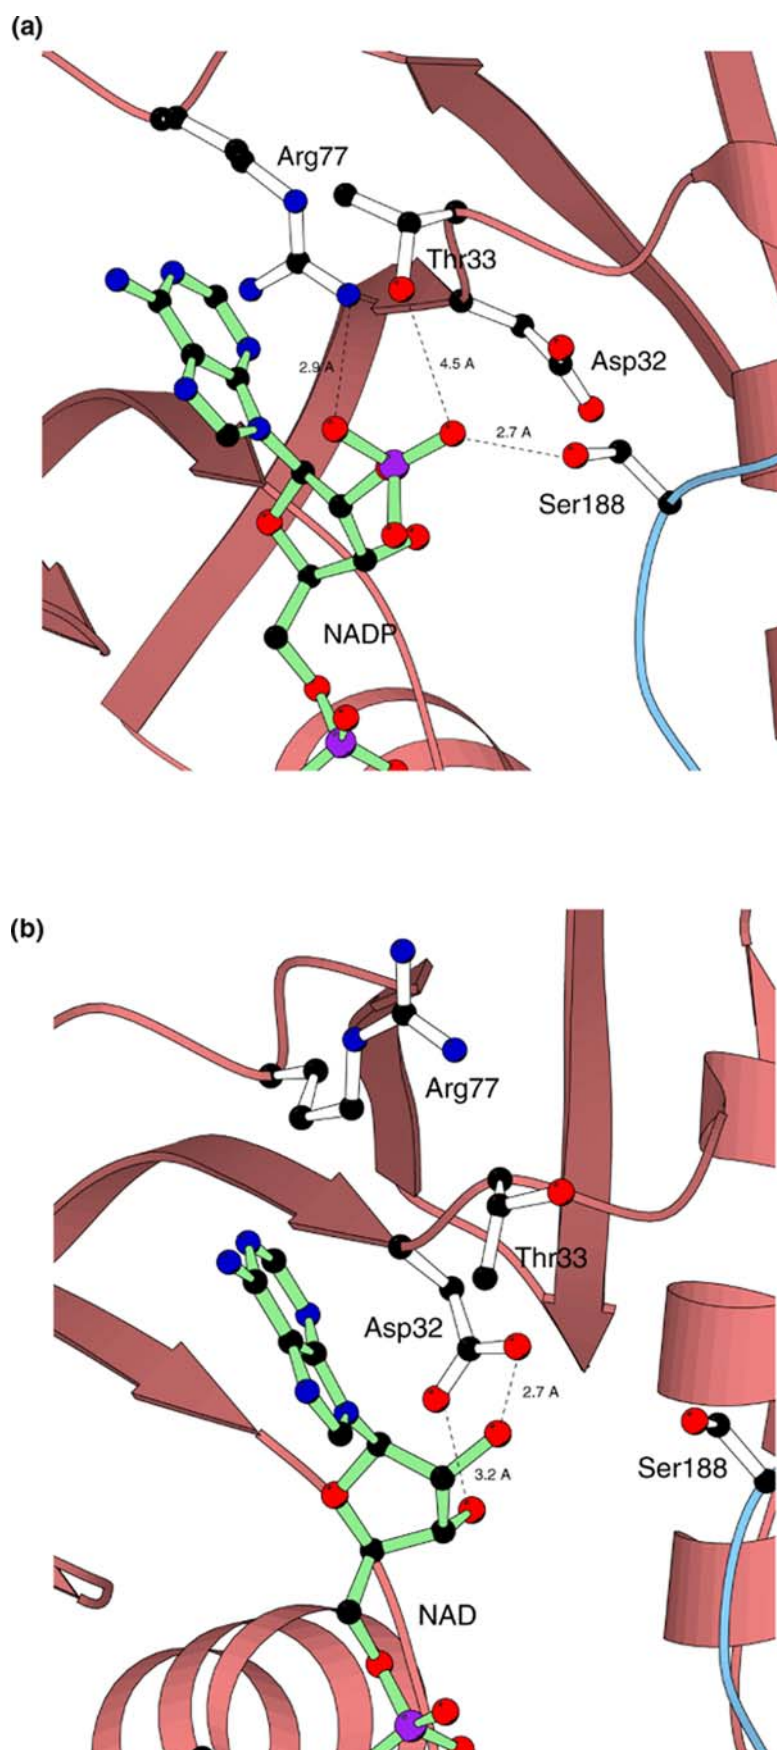 (a)
Arg77
Thr33
2.9 A
4.5 A
Asp32
2.7 A
Ser188
NADP
(b)
Arg77
Thr33
Asp32
2.7 A
3.2 A
Ser188
NAD